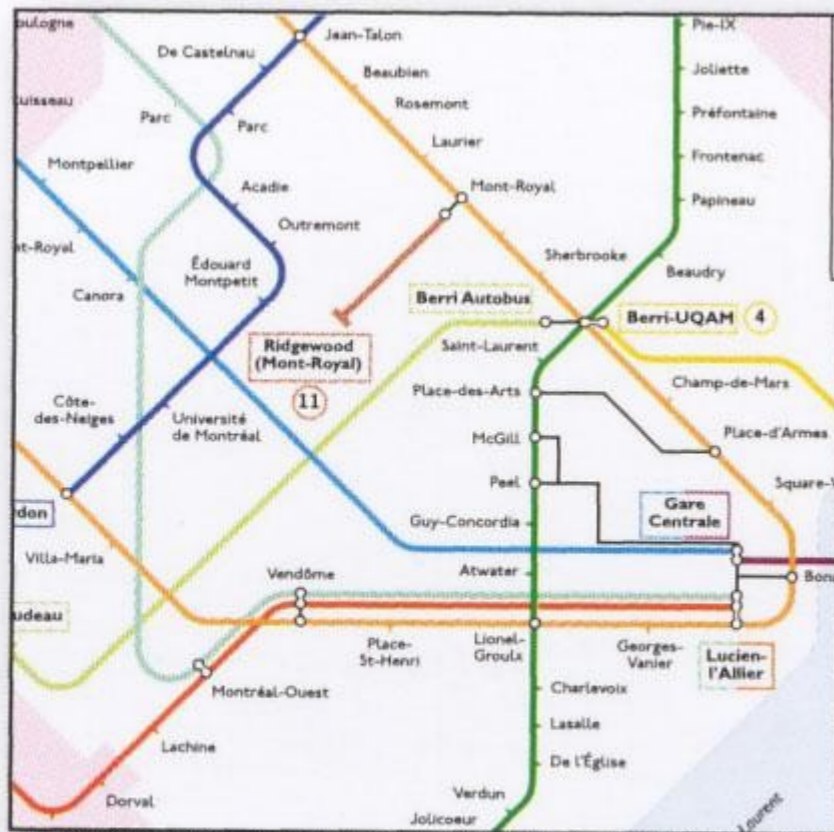 Jean-Talon
Pie-IX
De Castelnau
Beaubien
Joliette
Rosemont
Parc
Parc
Préfontaine
Laurier
Montpellier
Frontenac
Acadie
Mont-Royal
Papineau
Outremont
Sherbrooke
Canora
Édouard
Montpetit
Beaudry
Berri Autobus
Berri-UQAM
4
Ridgewood
(Mont-Royal)
11
Saint-Laurent
Place-des-Arts
Champ-de-Mars
Côte-
des-Neiges
Université
de Montréal
McGill
Place-d'Armes
Peel
Gare
Centrale
Guy-Concordia
Villa-Maria
Vendôme
Atwater
Place-
St-Henri
Lionel-
Groulx
Georges-
Vanier
Lucien-
l'Allier
Montréal-Ouest
Charlevoix
Lasalle
Lachine
De l'Église
Dorval
Verdun
Jolicoeur